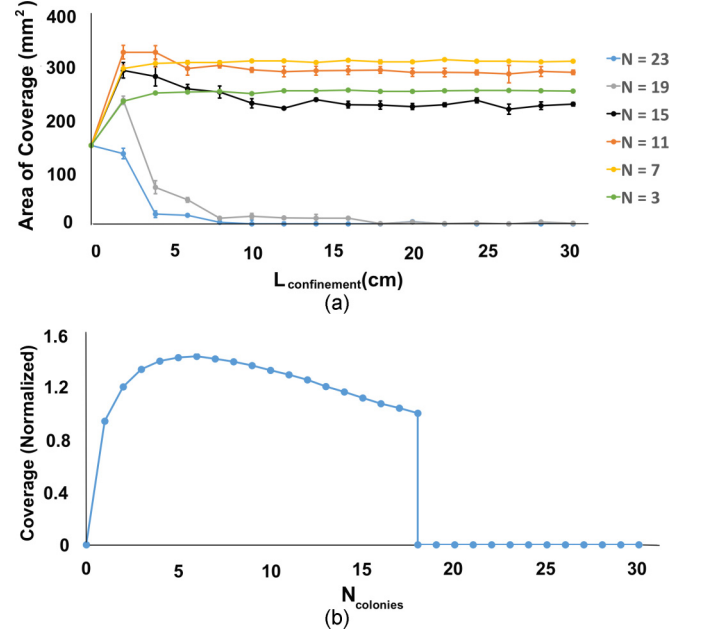 Area of Coverage (mm²)
400
300
200
100
0
0 5 10 15 20 25 30
L confinement(cm)
N = 23
N = 19
N = 15
N = 11
N = 7
N = 3
(a)
Coverage (Normalized)
1.6
1.2
0.8
0.4
0
0 5 10 15 20 25 30
N colonies
(b)